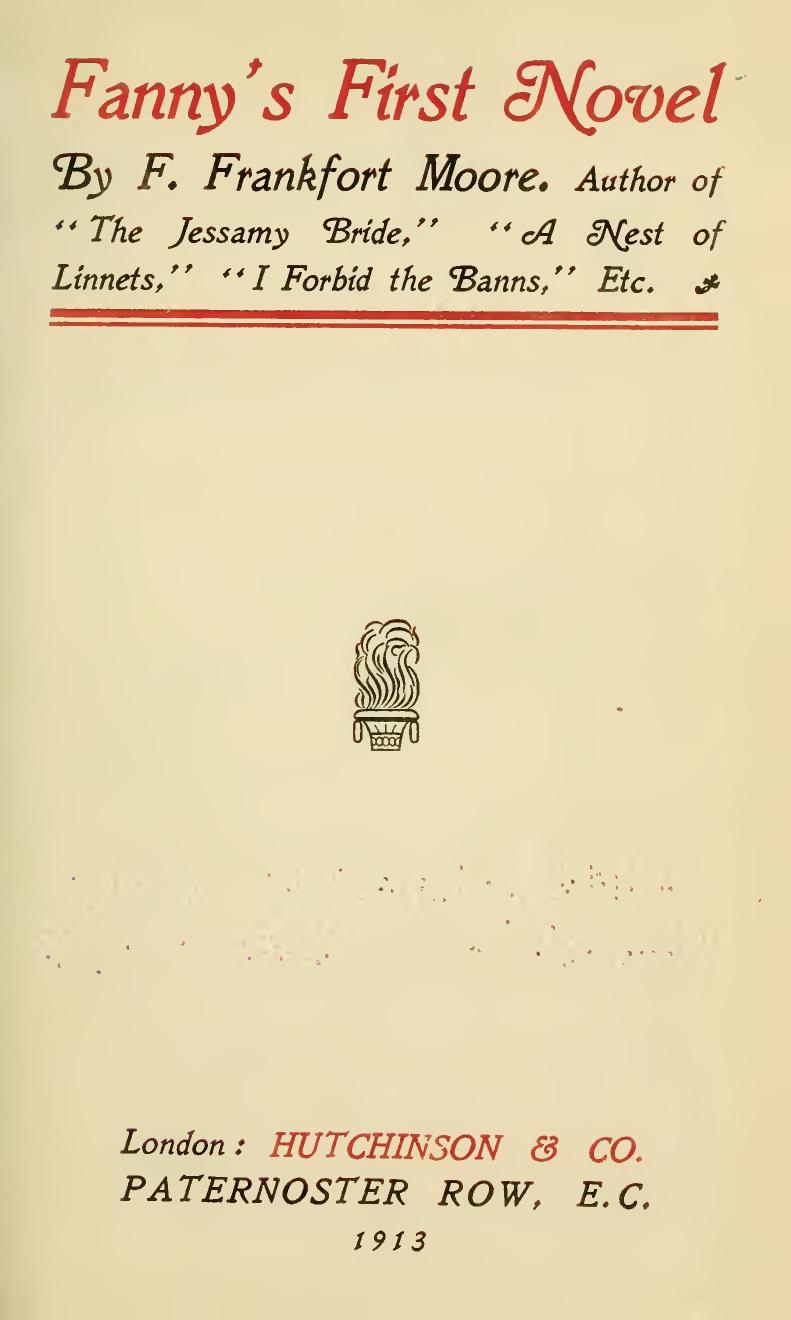 Fanny's First Novel
By F. Frankfort Moore. Author of
"The Jessamy Bride," "A Nest of
Linnets," "I Forbid the Banns," Etc.
London: HUTCHINSON & CO.
PATERNOSTER ROW, E.C.
1913